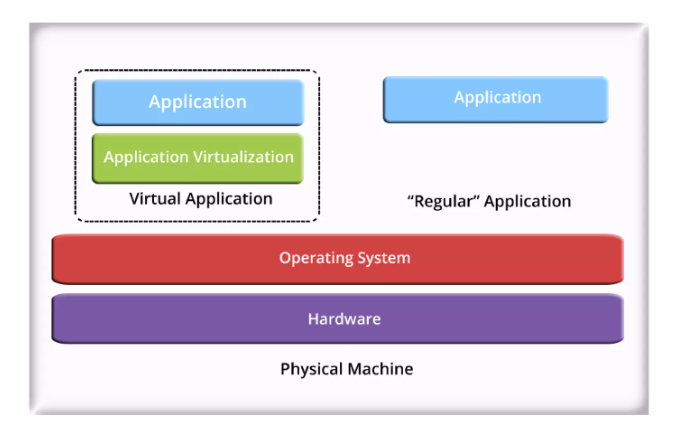 Application
Application
Application Virtualization
Virtual Application
“Regular” Application
Operating System
Hardware
Physical Machine